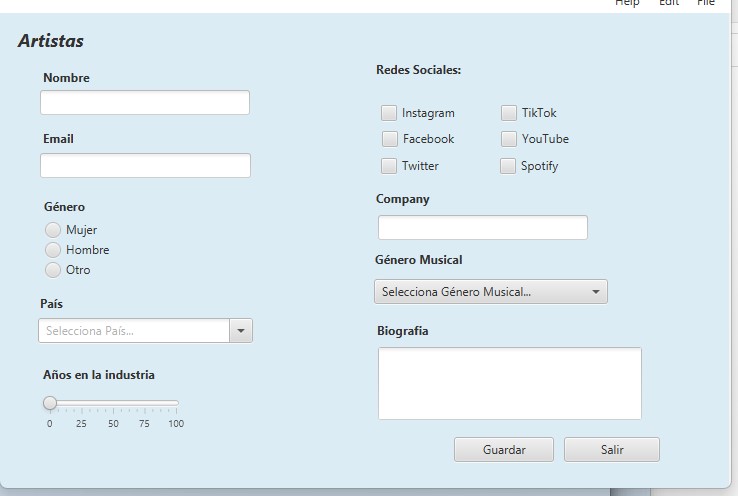 Help Edit File
Artistas
Nombre
Email
Género
Mujer
Hombre
Otro
País
Selecciona País...
Años en la industria
0 25 50 75 100
Redes Sociales:
Instagram TikTok
Facebook YouTube
Twitter Spotify
Company
Género Musical
Selecciona Género Musical...
Biografia
Guardar Salir